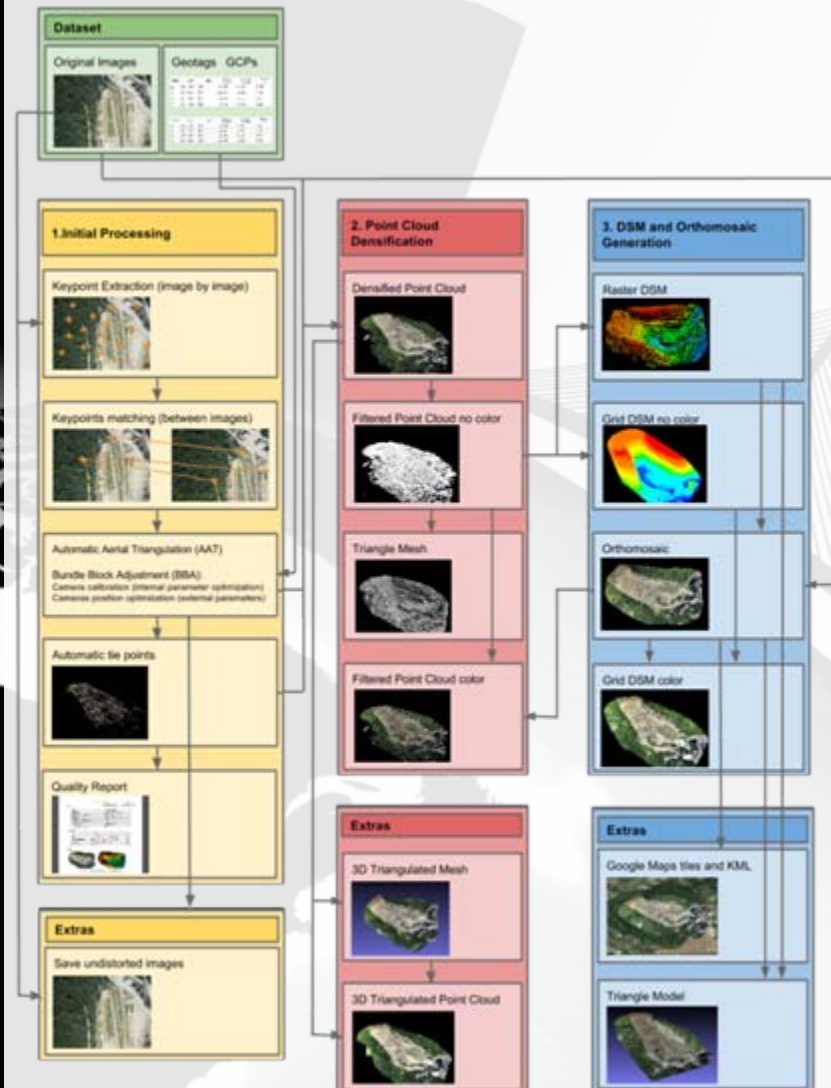 Dataset
Original Images
Geotags GCPs
1.Initial Processing
Keypoint Extraction (image by image)
Keypoints matching (between images)
Automatic Aerial Triangulation (AAT)
Bundle Block Adjustment (BBA):
Camera calibration (internal parameter optimization)
Cameras position optimization (external parameters)
Automatic tie points
Quality Report
Extras
Save undistorted images
2. Point Cloud
Densification
Densified Point Cloud
Filtered Point Cloud no color
Triangle Mesh
Filtered Point Cloud color
Extras
3D Triangulated Mesh
3D Triangulated Point Cloud
3. DSM and Orthomosaic
Generation
Raster DSM
Grid DSM no color
Orthomosaic
Grid DSM color
Extras
Google Maps tiles and KML
Triangle Model